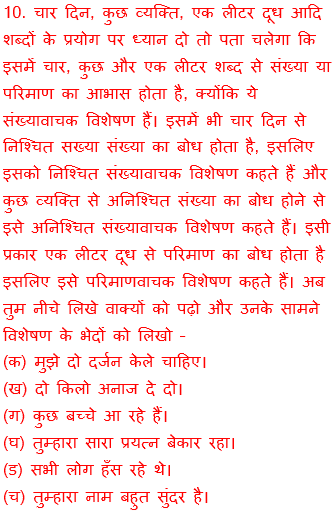 10. चार दिन, कुछ व्यक्ति, एक लीटर दूध आदि
शब्दों के प्रयोग पर ध्यान दो तो पता चलेगा कि
इसमें चार, कुछ और एक लीटर शब्द से संख्या या
परिमाण का आभास होता है, क्योंकि ये
संख्यावाचक विशेषण हैं। इसमें भी चार दिन से
निश्चित सख्या संख्या का बोध होता है, इसलिए
इसको निश्चित संख्यावाचक विशेषण कहते हैं और
कुछ व्यक्ति से अनिश्चित संख्या का बोध होने से
इसे अनिश्चित संख्यावाचक विशेषण कहते हैं। इसी
प्रकार एक लीटर दूध से परिमाण का बोध होता है
इसलिए इसे परिमाणवाचक विशेषण कहते हैं। अब
तुम नीचे लिखे वाक्यों को पढ़ो और उनके सामने
विशेषण के भेदों को लिखो –
(क) मुझे दो दर्जन केले चाहिए।
(ख) दो किलो अनाज दे दो।
(ग) कुछ बच्चे आ रहे हैं।
(घ) तुम्हारा सारा प्रयत्न बेकार रहा।
(ड) सभी लोग हँस रहे थे।
(च) तुम्हारा नाम बहुत सुंदर है।